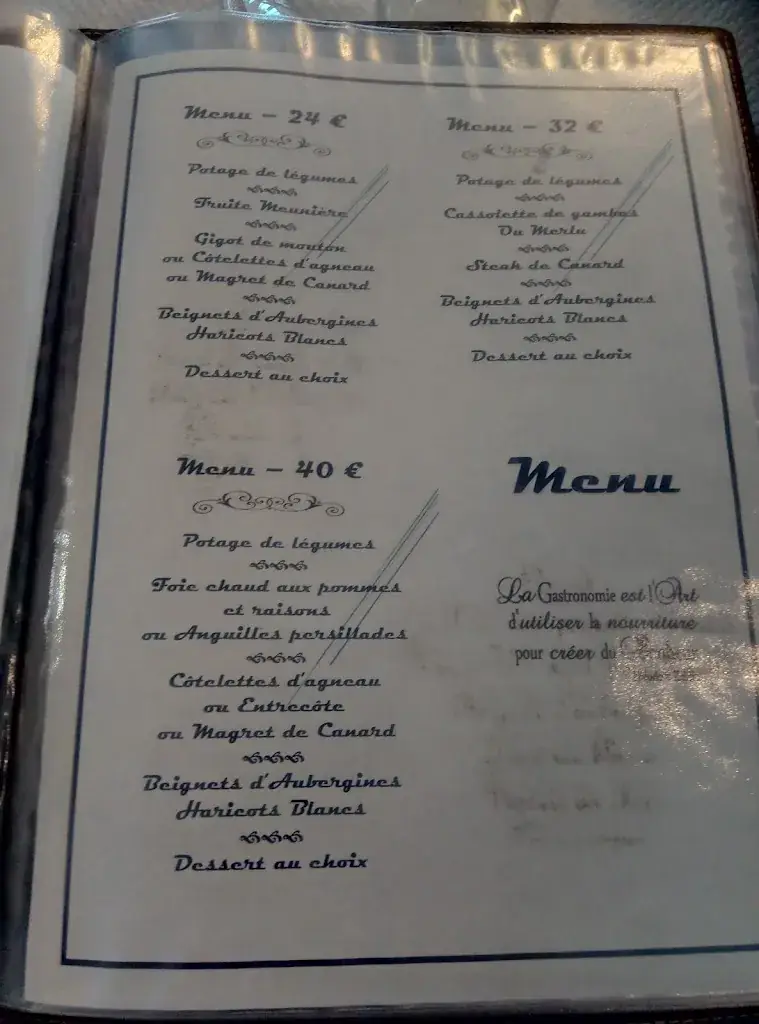 Menu - 24 €
Potage de légumes
Truite Meunière
Gigot de mouton
ou Côtelettes d'agneau
ou Magret de Canard
Beignets d'Aubergines
Haricots Blancs
Dessert au choix
Menu - 32 €
Potage de légumes
Cassolette de gambas
Ou Merlu
Steak de Canard
Beignets d'Aubergines
Haricots Blancs
Dessert au choix
Menu - 40 €
Potage de légumes
Foie chaud aux pommes
et raisons
ou Anguilles persillades
Côtelettes d'agneau
ou Entrecôte
ou Magret de Canard
Beignets d'Aubergines
Haricots Blancs
Dessert au choix
Menu
La Gastronomie est l'Art
d'utiliser la nourriture
pour créer du